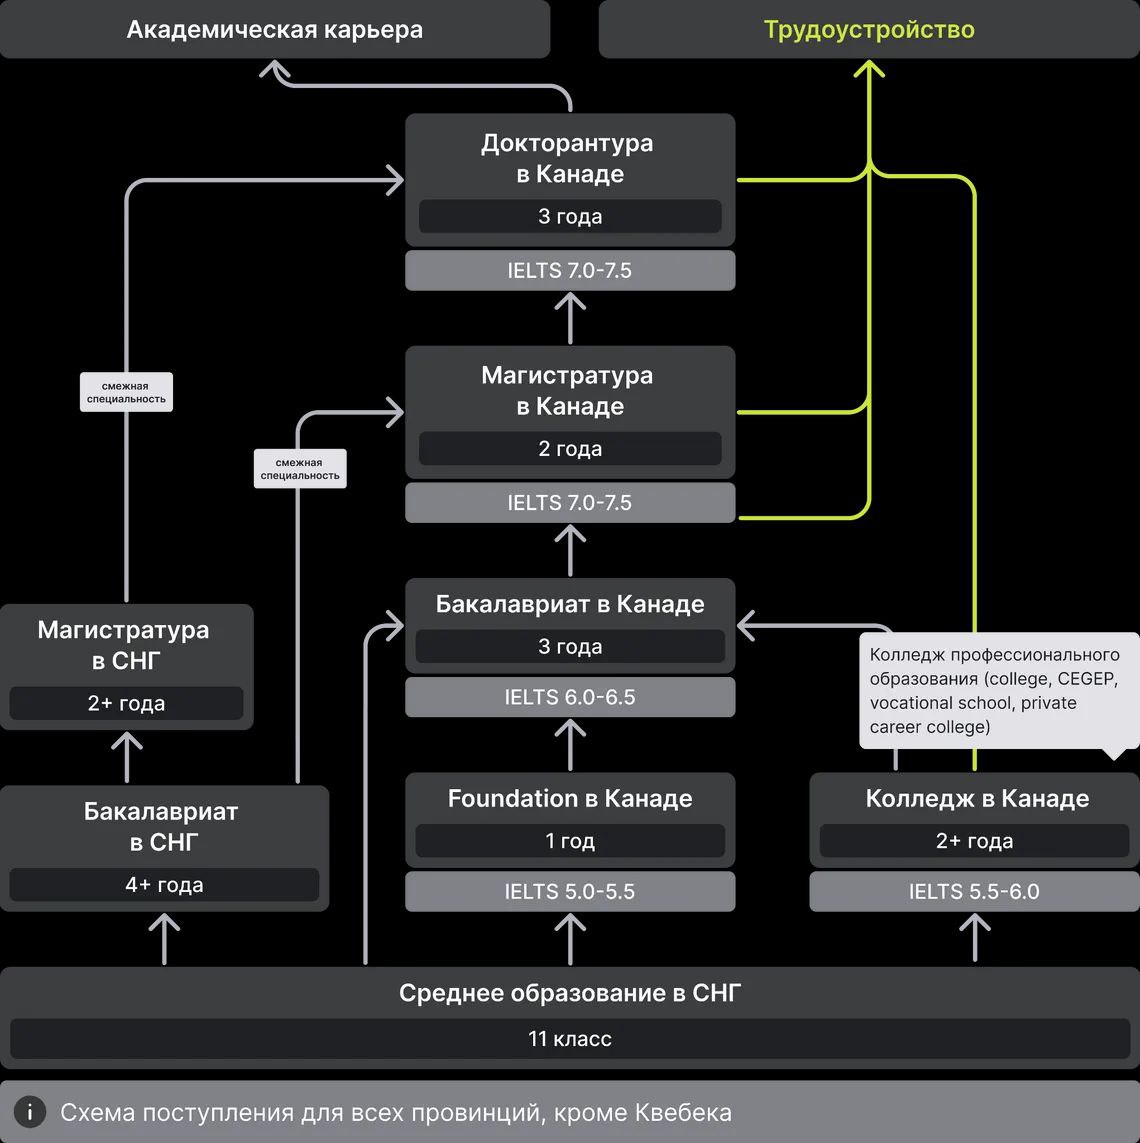 Академическая карьера
Трудоустройство
Докторантура
в Канаде
3 года
IELTS 7.0-7.5
Магистратура
в Канаде
2 года
IELTS 7.0-7.5
смежная
специальность
смежная
специальность
Бакалавриат в Канаде
3 года
IELTS 6.0-6.5
Магистратура
в СНГ
2+ года
Колледж профессионального
образования (college, CEGEP,
vocational school, private
career college)
Бакалавриат
в СНГ
4+ года
Foundation в Канаде
1 год
IELTS 5.0-5.5
Колледж в Канаде
2+ года
IELTS 5.5-6.0
Среднее образование в СНГ
11 класс
i Схема поступления для всех провинций, кроме Квебека